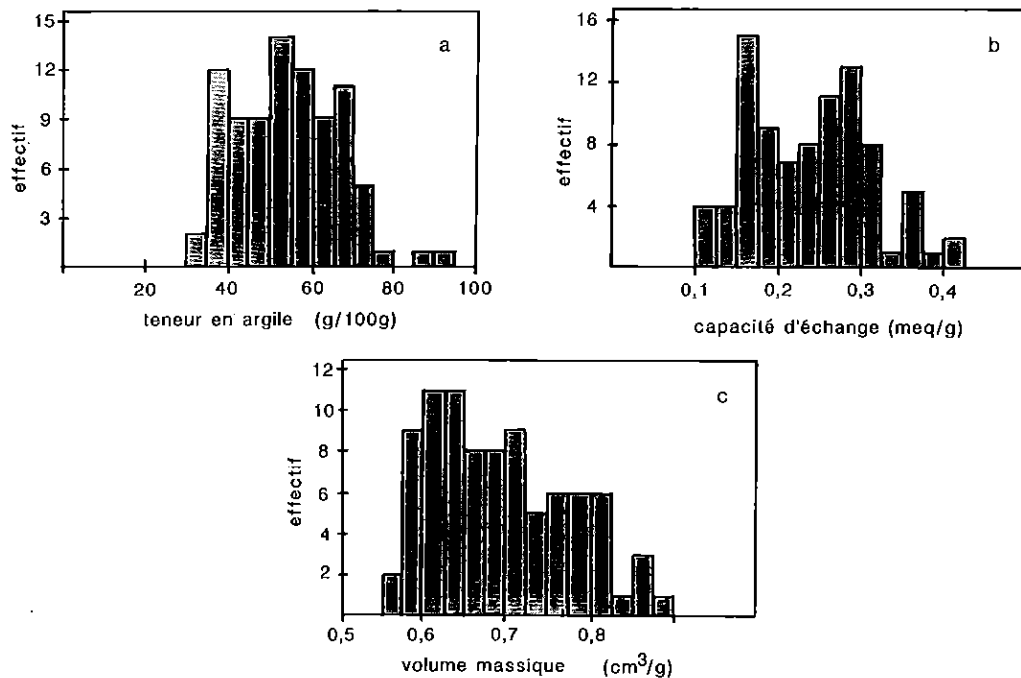 a
effectif
15
12
9
6
3
20 40 60 80 100
teneur en argile (g/100g)
b
effectif
16
12
8
4
0,1 0,2 0,3 0,4
capacité d'échange (meq/g)
c
effectif
12
10
8
6
4
2
0,5 0,6 0,7 0,8
volume massique (cm³/g)